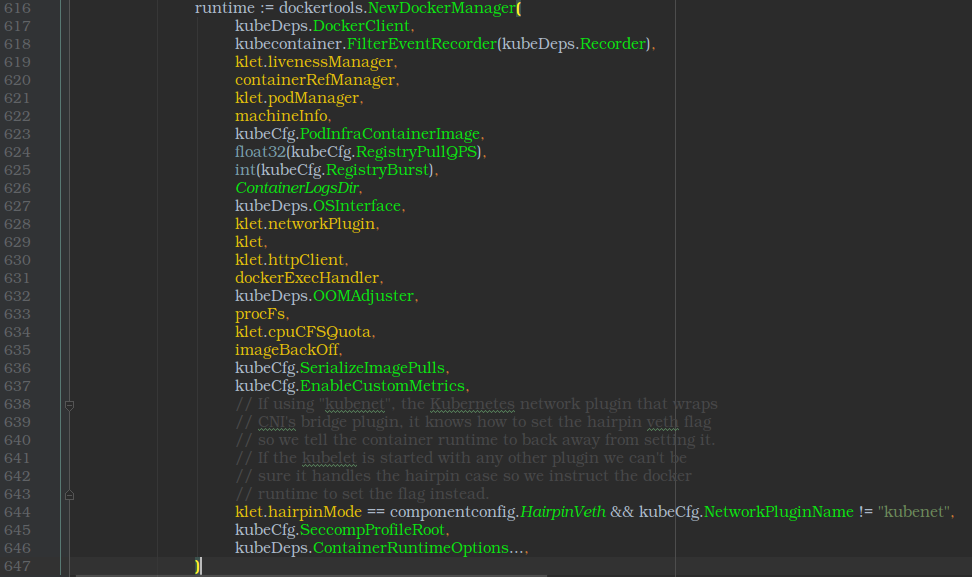 616 runtime := dockertools.NewDockerManager(
617 kubeDeps.DockerClient,
618 kubecontainer.FilterEventRecorder(kubeDeps.Recorder),
619 klet.livenessManager,
620 containerRefManager,
621 klet.podManager,
622 machineInfo,
623 kubeCfg.PodInfraContainerImage,
624 float32(kubeCfg.RegistryPullQPS),
625 int(kubeCfg.RegistryBurst),
626 ContainerLogsDir,
627 kubeDeps.OSInterface,
628 klet.networkPlugin,
629 klet,
630 klet.httpClient,
631 dockerExecHandler,
632 kubeDeps.OOMAdjuster,
633 procFs,
634 klet.cpuCFSQuota,
635 imageBackOff,
636 kubeCfg.SerializeImagePulls,
637 kubeCfg.EnableCustomMetrics,
638 // If using "kubenet", the Kubernetes network plugin that wraps
639 // CNI's bridge plugin, it knows how to set the hairpin veth flag
640 // so we tell the container runtime to back away from setting it.
641 // If the kubelet is started with any other plugin we can't be
642 // sure it handles the hairpin case so we instruct the docker
643 // runtime to set the flag instead.
644 klet.hairpinMode == componentconfig.HairpinVeth && kubeCfg.NetworkPluginName != "kubenet",
645 kubeCfg.SeccompProfileRoot,
646 kubeDeps.ContainerRuntimeOptions...,
647 )